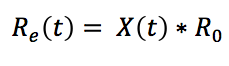 R_e(t) = X(t) * R_0